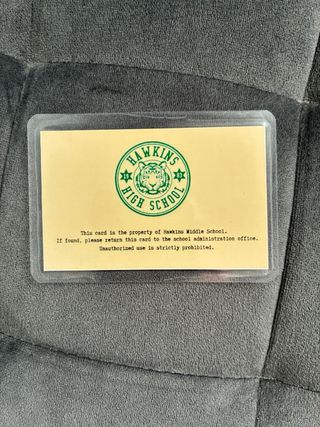 HAWKINS
HIGH SCHOOL
This card is the property of Hawkins Middle School.
If found, please return this card to the school administration office.
Unauthorized use is strictly prohibited.